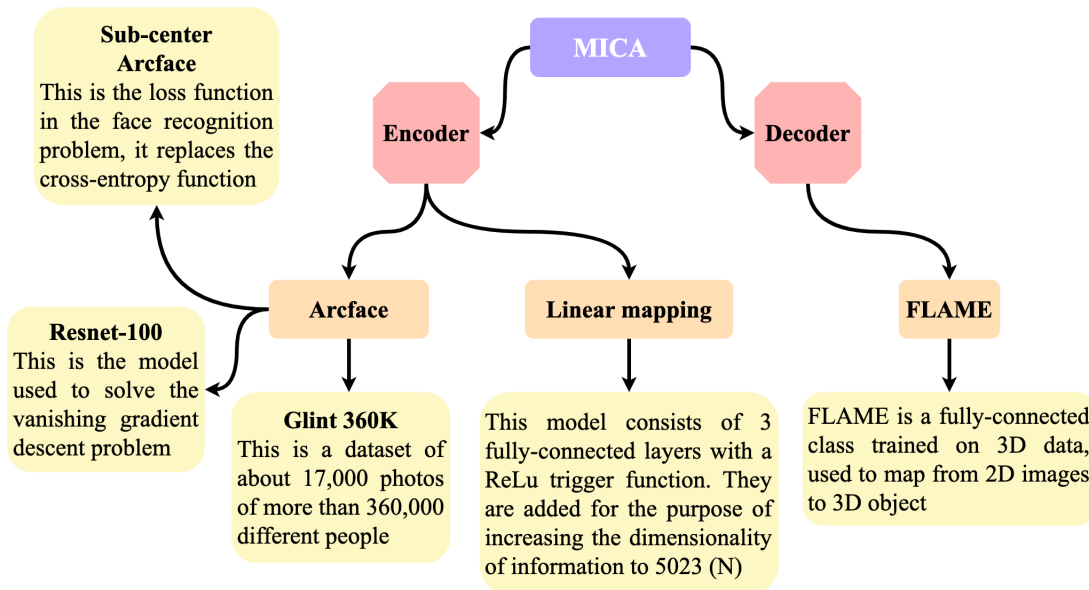 MICA
Encoder
Decoder
Sub-center
Arcface
This is the loss function
in the face recognition
problem, it replaces the
cross-entropy function
Arcface
Linear mapping
FLAME
Resnet-100
This is the model
used to solve the
vanishing gradient
descent problem
Glint 360K
This is a dataset of
about 17,000 photos
of more than 360,000
different people
This model consists of 3
fully-connected layers with a
ReLu trigger function. They
are added for the purpose of
increasing the dimensionality
of information to 5023 (N)
FLAME is a fully-connected
class trained on 3D data,
used to map from 2D images
to 3D object